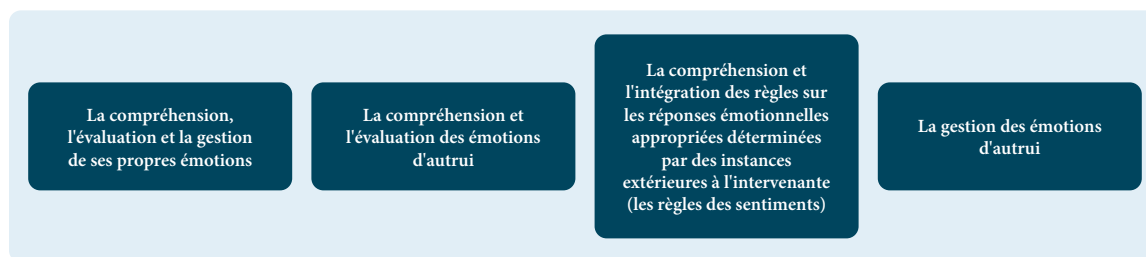 La compréhension,
l'évaluation et la gestion
de ses propres émotions
La compréhension et
l'évaluation des émotions
d'autrui
La compréhension et
l'intégration des règles sur
les réponses émotionnelles
appropriées déterminées
par des instances
extérieures à l'intervenante
(les règles des sentiments)
La gestion des émotions
d'autrui